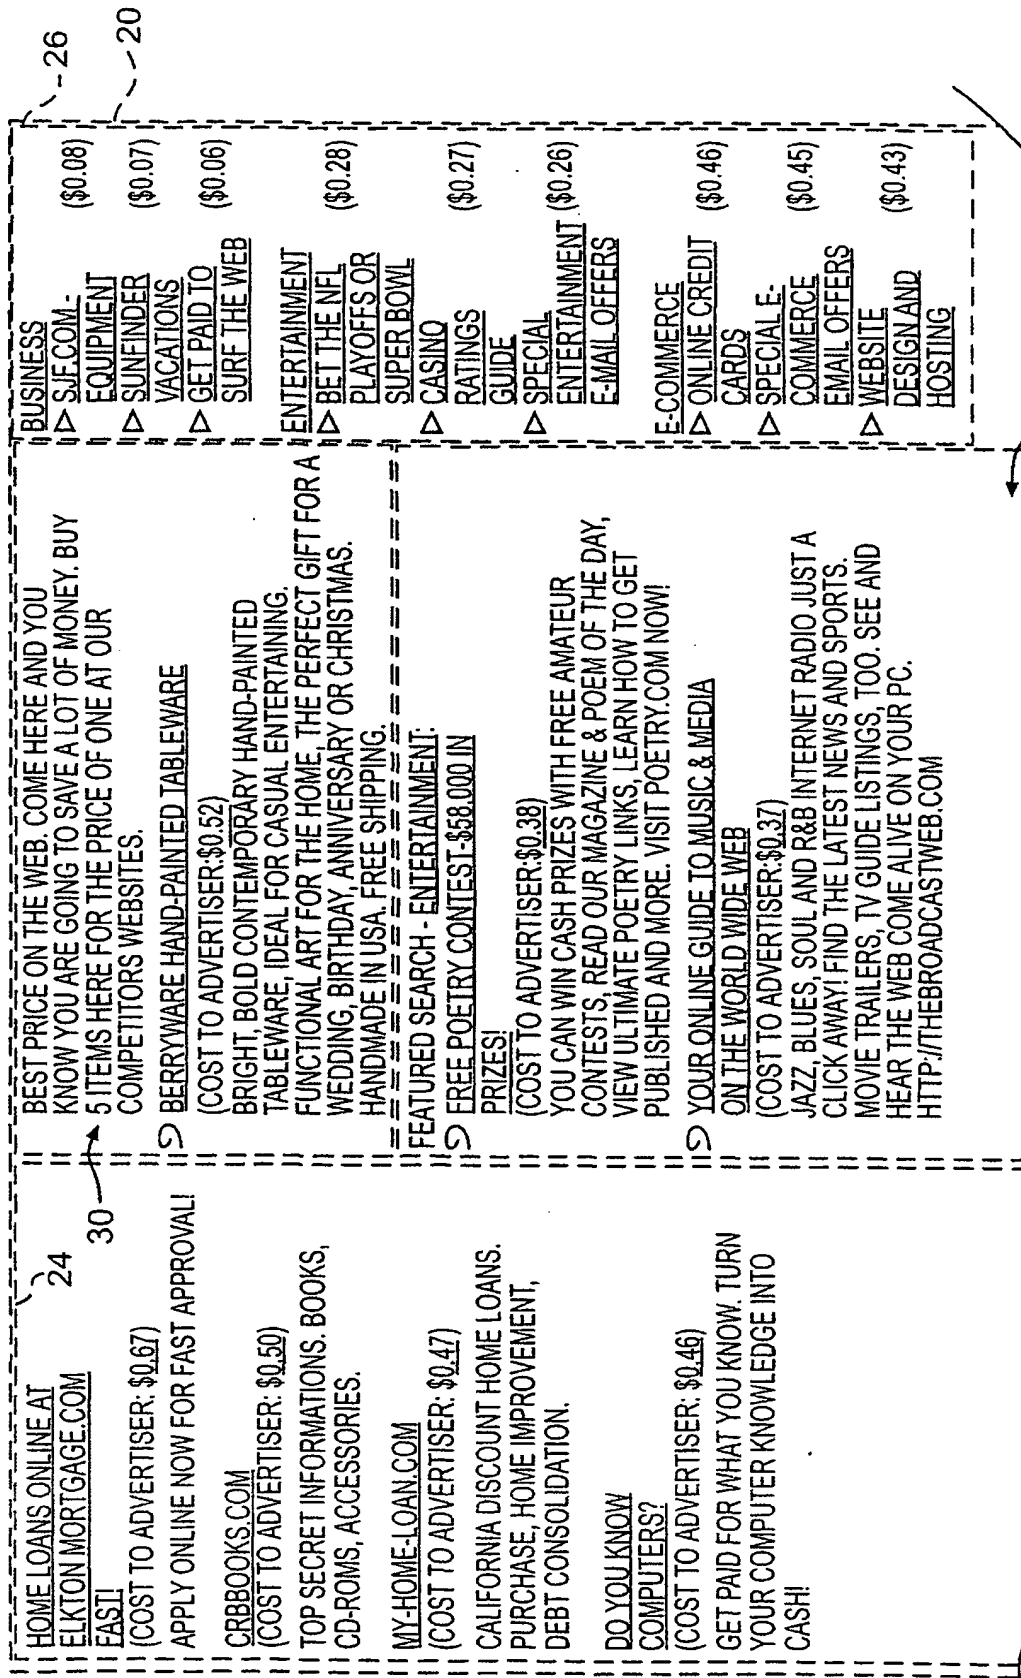 24
HOME LOANS ONLINE AT
ELKTON MORTGAGE.COM
FAST!
(COST TO ADVERTISER: $0.67)
APPLY ONLINE NOW FOR FAST APPROVAL!
CRBBOOKS.COM
(COST TO ADVERTISER: $0.50)
TOP SECRET INFORMATIONS. BOOKS,
CD-ROMS, ACCESSORIES.
MY-HOME-LOAN.COM
(COST TO ADVERTISER: $0.47)
CALIFORNIA DISCOUNT HOME LOANS.
PURCHASE, HOME IMPROVEMENT,
DEBT CONSOLIDATION.
DO YOU KNOW
COMPUTERS?
(COST TO ADVERTISER: $0.46)
GET PAID FOR WHAT YOU KNOW. TURN
YOUR COMPUTER KNOWLEDGE INTO
CASH!
30
BEST PRICE ON THE WEB. COME HERE AND YOU
KNOW YOU ARE GOING TO SAVE A LOT OF MONEY. BUY
5 ITEMS HERE FOR THE PRICE OF ONE AT OUR
COMPETITORS WEBSITES.
BERRYWARE HAND-PAINTED TABLEWARE
(COST TO ADVERTISER:$0.52)
BRIGHT, BOLD CONTEMPORARY HAND-PAINTED
TABLEWARE, IDEAL FOR CASUAL ENTERTAINING.
FUNCTIONAL ART FOR THE HOME, THE PERFECT GIFT FOR A
WEDDING, BIRTHDAY, ANNIVERSARY OR CHRISTMAS.
HANDMADE IN USA. FREE SHIPPING.
FEATURED SEARCH - ENTERTAINMENT:
FREE POETRY CONTEST-$58.000 IN
PRIZES!
(COST TO ADVERTISER:$0.38)
YOU CAN WIN CASH PRIZES WITH FREE AMATEUR
CONTESTS, READ OUR MAGAZINE & POEM OF THE DAY,
VIEW ULTIMATE POETRY LINKS, LEARN HOW TO GET
PUBLISHED AND MORE. VISIT POETRY.COM NOW!
YOUR ONLINE GUIDE TO MUSIC & MEDIA
ON THE WORLD WIDE WEB
(COST TO ADVERTISER:$0.37)
JAZZ, BLUES, SOUL AND R&B INTERNET RADIO JUST A
CLICK AWAY! FIND THE LATEST NEWS AND SPORTS.
MOVIE TRAILERS, TV GUIDE LISTINGS, TOO. SEE AND
HEAR THE WEB COME ALIVE ON YOUR PC.
HTTP://THEBROADCASTWEB.COM
26
20
BUSINESS
▷ SJF.COM- ($0.08)
EQUIPMENT
▷ SUNFINDER ($0.07)
VACATIONS
▷ GET PAID TO ($0.06)
SURF THE WEB
ENTERTAINMENT
▷ BET THE NFL ($0.28)
PLAYOFFS OR
SUPER BOWL
▷ CASINO ($0.27)
RATINGS
GUIDE
▷ SPECIAL
ENTERTAINMENT ($0.26)
E-MAIL OFFERS
E-COMMERCE
▷ ONLINE CREDIT ($0.46)
CARDS
▷ SPECIAL E- ($0.45)
COMMERCE
EMAIL OFFERS
▷ WEBSITE ($0.43)
DESIGN AND
HOSTING